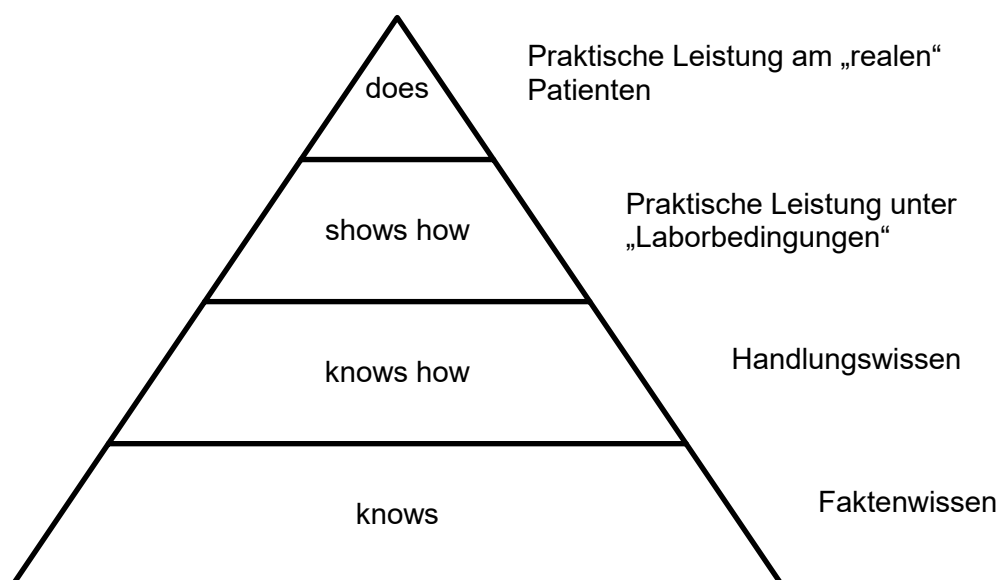 does
Praktische Leistung am „realen“
Patienten
shows how
Praktische Leistung unter
„Laborbedingungen“
knows how
Handlungswissen
knows
Faktenwissen